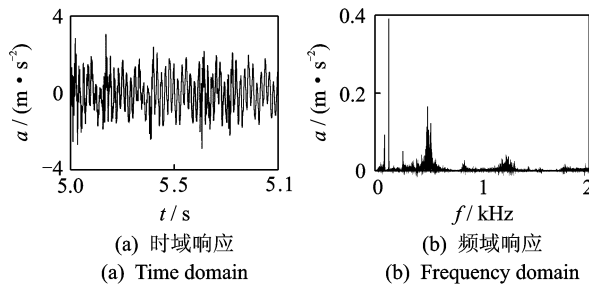 4
0
−4
a / (m • s⁻²)
5.0 5.5 5.1
t / s
(a) 时域响应
(a) Time domain
0.4
0.2
0
a / (m • s⁻²)
0 1 2
f / kHz
(b) 频域响应
(b) Frequency domain